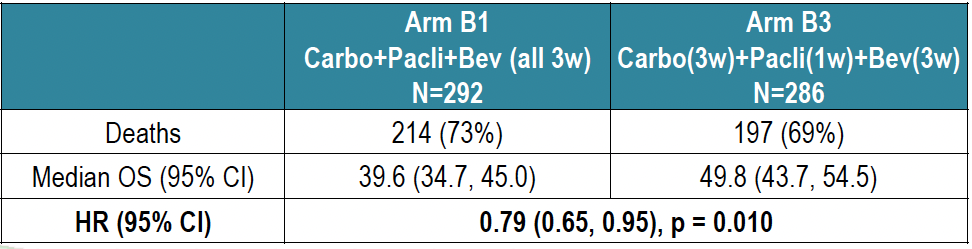 Arm B1 Arm B3
Carbo+Pacli+Bev (all 3w) Carbo(3w)+Pacli(1w)+Bev(3w)
N=292 N=286
Deaths 214 (73%) 197 (69%)
Median OS (95% CI) 39.6 (34.7, 45.0) 49.8 (43.7, 54.5)
HR (95% CI) 0.79 (0.65, 0.95), p = 0.010